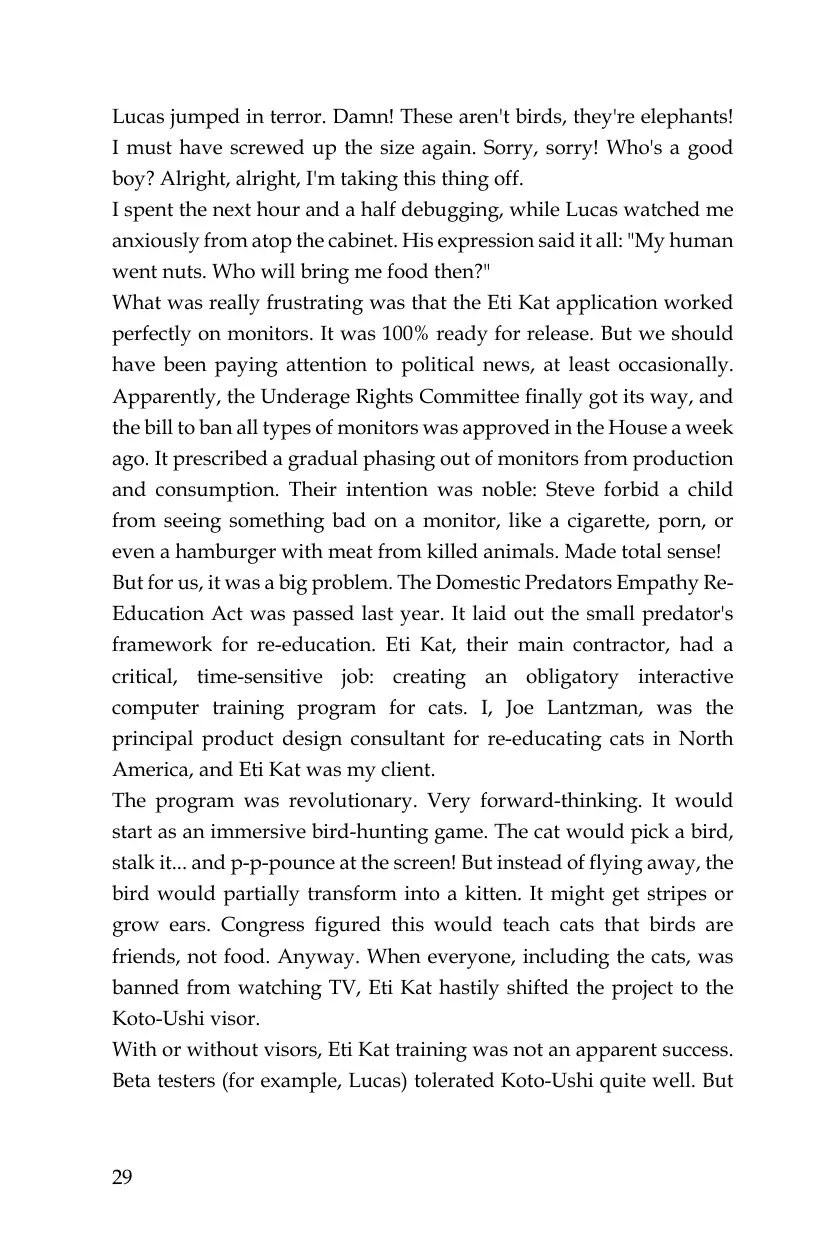 Lucas jumped in terror. Damn! These aren't birds, they're elephants!
I must have screwed up the size again. Sorry, sorry! Who's a good
boy? Alright, alright, I'm taking this thing off.
I spent the next hour and a half debugging, while Lucas watched me
anxiously from atop the cabinet. His expression said it all: "My human
went nuts. Who will bring me food then?"
What was really frustrating was that the Eti Kat application worked
perfectly on monitors. It was 100% ready for release. But we should
have been paying attention to political news, at least occasionally.
Apparently, the Underage Rights Committee finally got its way, and
the bill to ban all types of monitors was approved in the House a week
ago. It prescribed a gradual phasing out of monitors from production
and consumption. Their intention was noble: Steve forbid a child
from seeing something bad on a monitor, like a cigarette, porn, or
even a hamburger with meat from killed animals. Made total sense!
But for us, it was a big problem. The Domestic Predators Empathy Re-
Education Act was passed last year. It laid out the small predator's
framework for re-education. Eti Kat, their main contractor, had a
critical, time-sensitive job: creating an obligatory interactive
computer training program for cats. I, Joe Lantzman, was the
principal product design consultant for re-educating cats in North
America, and Eti Kat was my client.
The program was revolutionary. Very forward-thinking. It would
start as an immersive bird-hunting game. The cat would pick a bird,
stalk it... and p-p-pounce at the screen! But instead of flying away, the
bird would partially transform into a kitten. It might get stripes or
grow ears. Congress figured this would teach cats that birds are
friends, not food. Anyway. When everyone, including the cats, was
banned from watching TV, Eti Kat hastily shifted the project to the
Koto-Ushi visor.
With or without visors, Eti Kat training was not an apparent success.
Beta testers (for example, Lucas) tolerated Koto-Ushi quite well. But
29